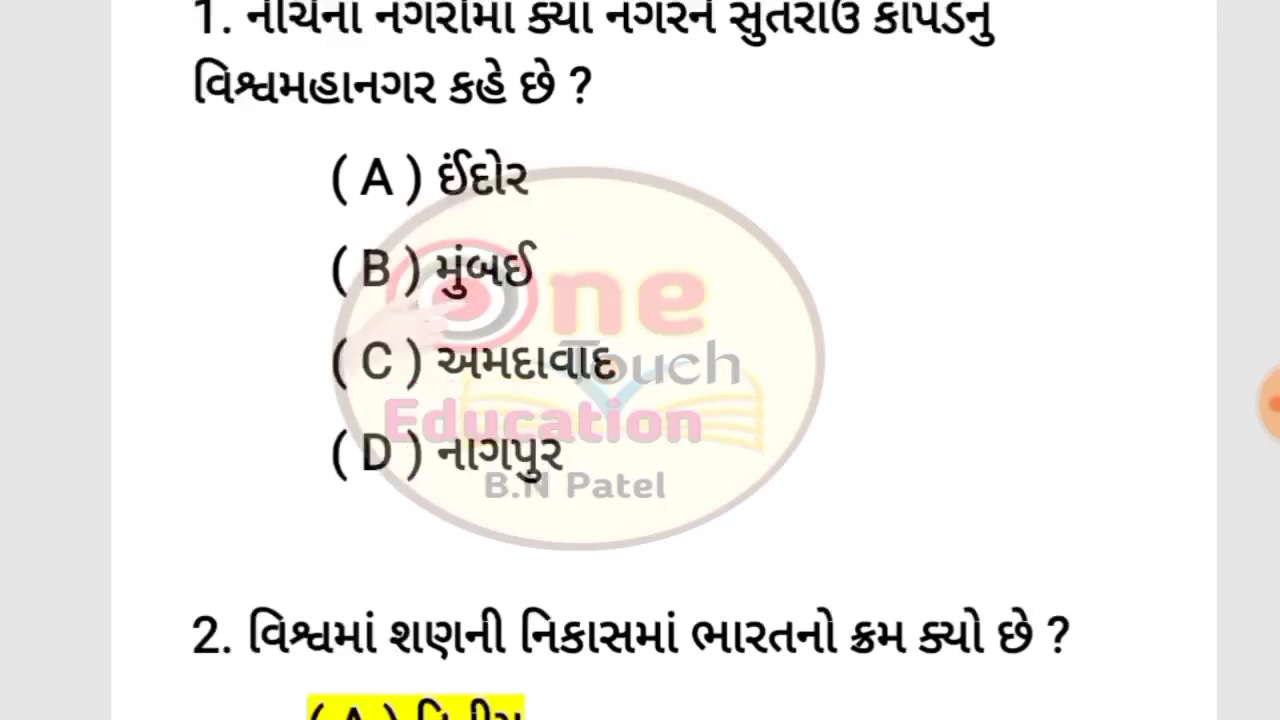 1. નીચેના નગરોમાં ક્યા નગરને સુતરાઉ કાપડનું
વિશ્વમહાનગર કહે છે ?
( A ) ઈંદોર
( B ) મુંબઈ
( C ) અમદાવાદ
( D ) નાગપુર
One
Touch
Education
B.N Patel
2. વિશ્વમાં શણની નિકાસમાં ભારતનો ક્રમ ક્યો છે ?
( A ) દ્વિતીય